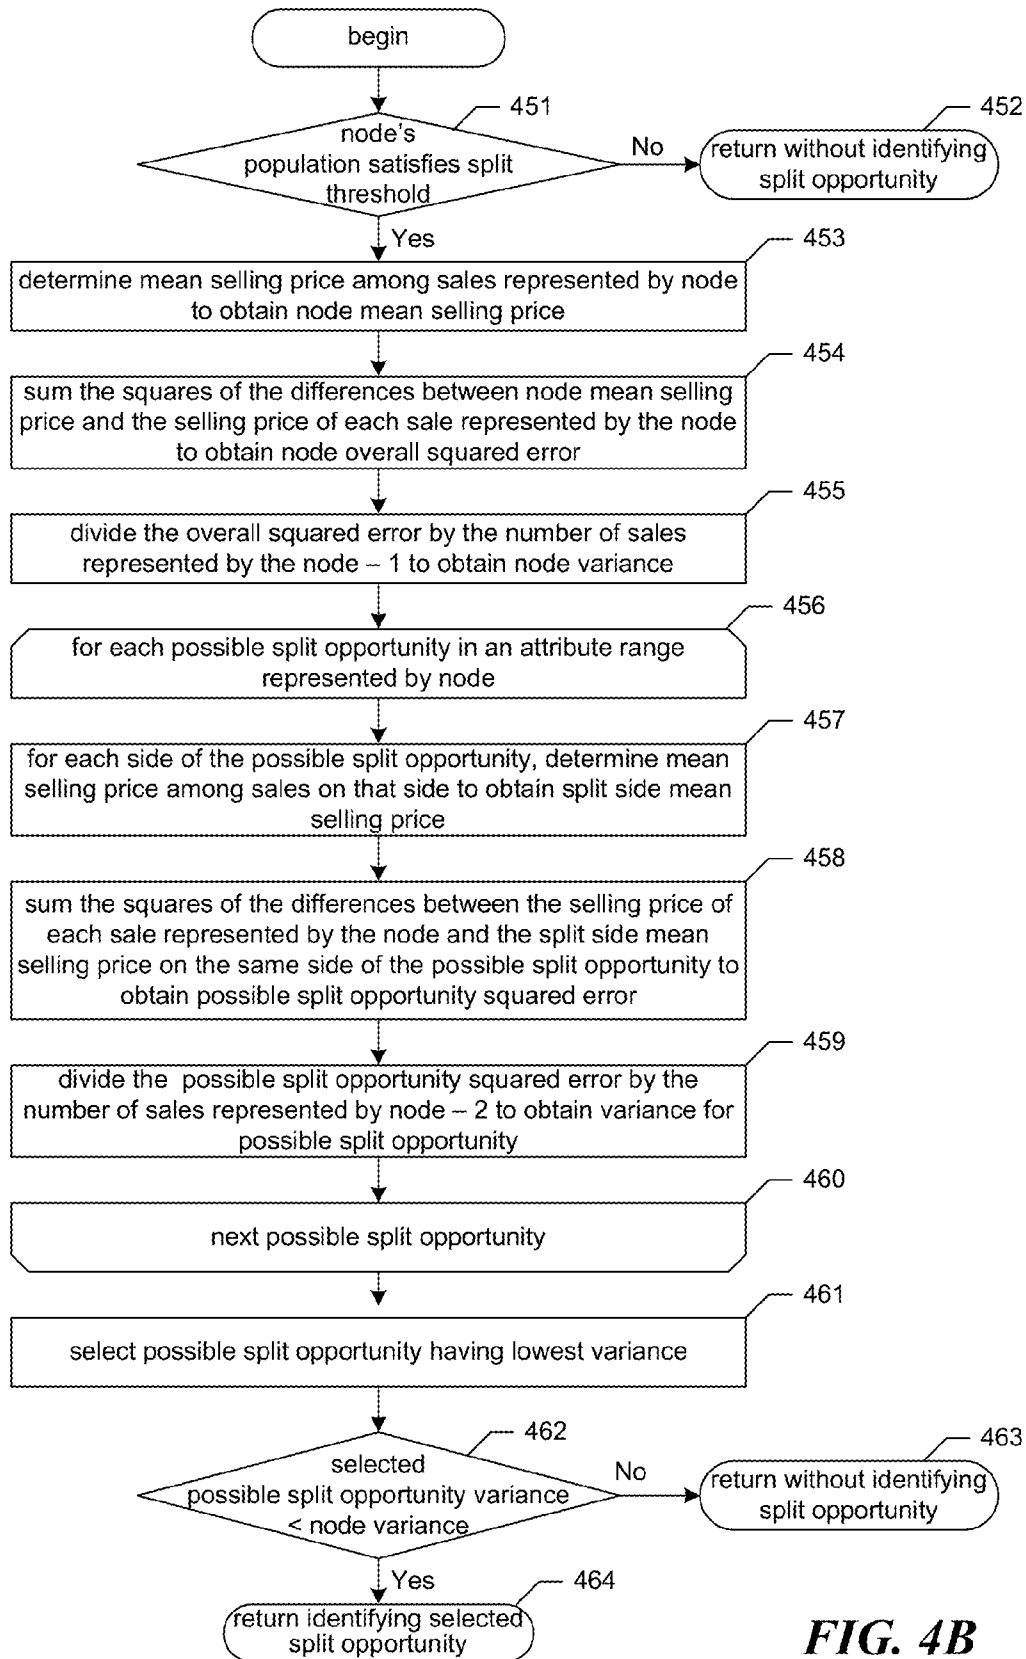 begin
451
452
node's
population satisfies split
threshold
No
return without identifying
split opportunity
Yes
453
determine mean selling price among sales represented by node
to obtain node mean selling price
454
sum the squares of the differences between node mean selling
price and the selling price of each sale represented by the node
to obtain node overall squared error
455
divide the overall squared error by the number of sales
represented by the node – 1 to obtain node variance
456
for each possible split opportunity in an attribute range
represented by node
457
for each side of the possible split opportunity, determine mean
selling price among sales on that side to obtain split side mean
selling price
458
sum the squares of the differences between the selling price of
each sale represented by the node and the split side mean
selling price on the same side of the possible split opportunity to
obtain possible split opportunity squared error
459
divide the possible split opportunity squared error by the
number of sales represented by node – 2 to obtain variance for
possible split opportunity
460
next possible split opportunity
461
select possible split opportunity having lowest variance
462
463
selected
possible split opportunity variance
< node variance
No
return without identifying
split opportunity
Yes
464
return identifying selected
split opportunity
FIG. 4B